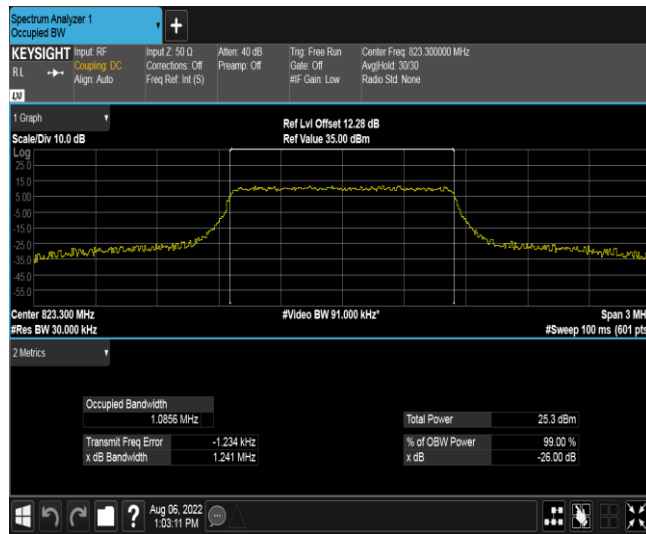 Spectrum Analyzer 1
Occupied BW
+
KEYSIGHT Input: RF Input Z: 50 Ω Atten: 40 dB Trig: Free Run Center Freq: 823.300000 MHz
RL Coupling: DC Corrections: Off Preamp: Off Gate: Off Avg|Hold: 30/30
Align: Auto Freq Ref: Int (S) #IF Gain: Low Radio Std: None
LXI
1 Graph Ref Lvl Offset 12.28 dB
Scale/Div 10.0 dB Ref Value 35.00 dBm
Log
25.0
15.0
5.00
-5.00
-15.0
-25.0
-35.0
-45.0
-55.0
Center 823.300 MHz #Video BW 91.000 kHz* Span 3 MH
#Res BW 30.000 kHz #Sweep 100 ms (601 pts
2 Metrics
Occupied Bandwidth
1.0856 MHz Total Power 25.3 dBm
Transmit Freq Error -1.234 kHz % of OBW Power 99.00 %
x dB Bandwidth 1.241 MHz x dB -26.00 dB
? Aug 06, 2022
1:03:11 PM